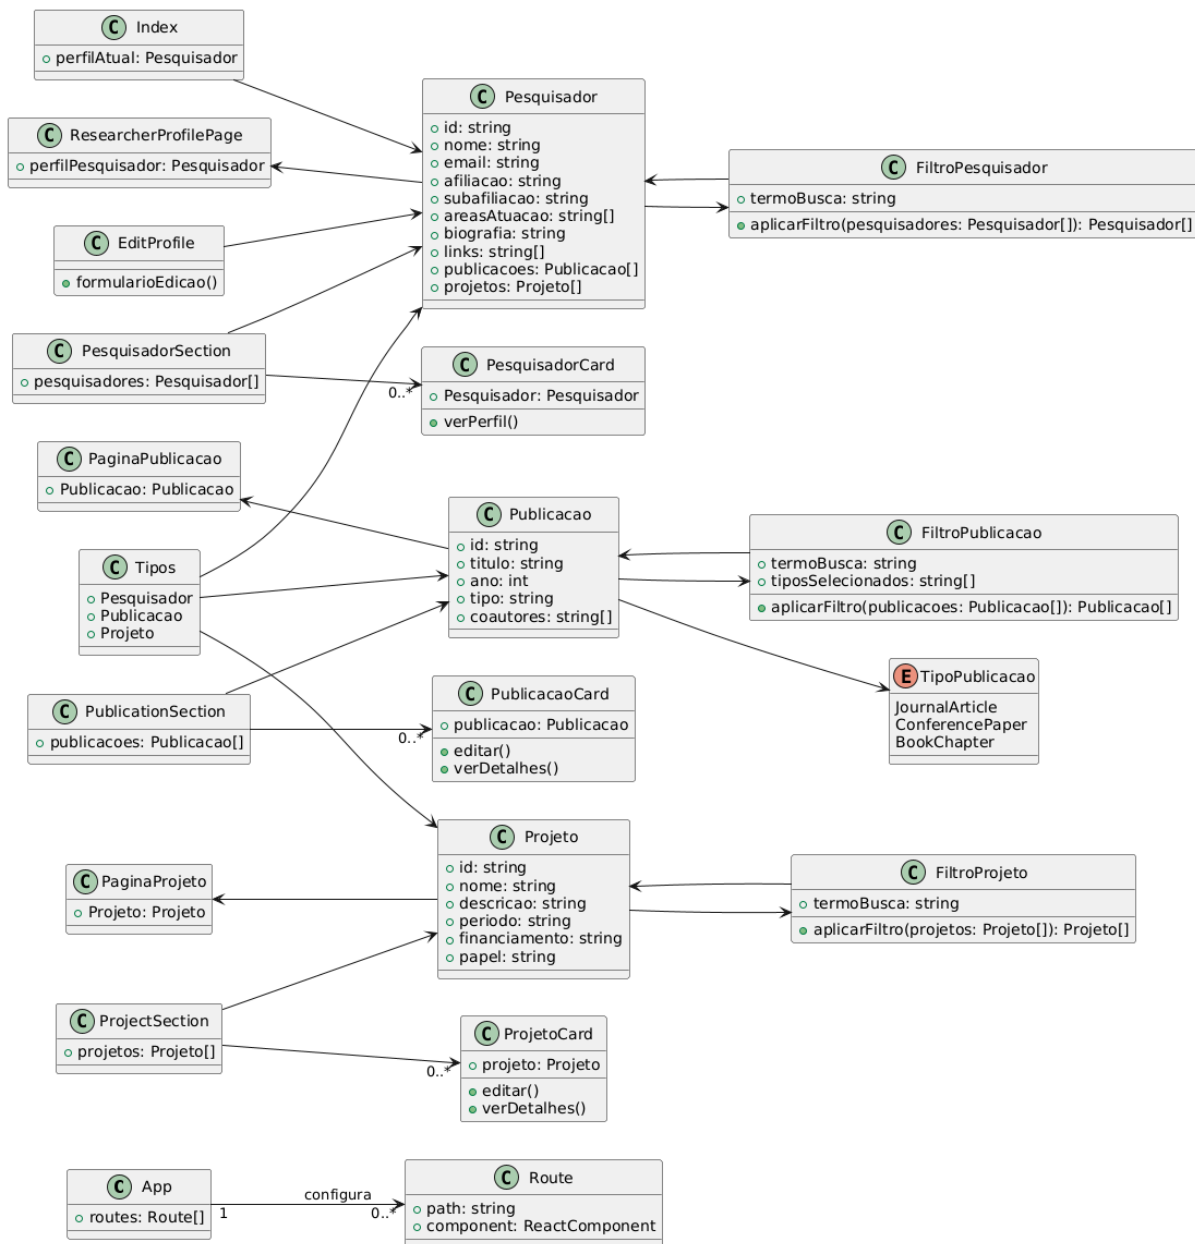 C Index
+ perfilAtual: Pesquisador
C ResearcherProfilePage
+ perfilPesquisador: Pesquisador
C EditProfile
+ formularioEdicao()
C PesquisadorSection
+ pesquisadores: Pesquisador[]
C PaginaPublicacao
+ Publicacao: Publicacao
C Tipos
+ Pesquisador
+ Publicacao
+ Projeto
C PublicationSection
+ publicacoes: Publicacao[]
C PaginaProjeto
+ Projeto: Projeto
C ProjectSection
+ projetos: Projeto[]
C App
+ routes: Route[]
1
configura
0..*
C Pesquisador
+ id: string
+ nome: string
+ email: string
+ afiliacao: string
+ subafiliacao: string
+ areasAtuacao: string[]
+ biografia: string
+ links: string[]
+ publicacoes: Publicacao[]
+ projetos: Projeto[]
0..*
C PesquisadorCard
+ Pesquisador: Pesquisador
+ verPerfil()
C Publicacao
+ id: string
+ titulo: string
+ ano: int
+ tipo: string
+ coautores: string[]
0..*
C PublicacaoCard
+ publicacao: Publicacao
+ editar()
+ verDetalhes()
C Projeto
+ id: string
+ nome: string
+ descricao: string
+ periodo: string
+ financiamento: string
+ papel: string
0..*
C ProjetoCard
+ projeto: Projeto
+ editar()
+ verDetalhes()
C Route
+ path: string
+ component: ReactComponent
C FiltroPesquisador
+ termoBusca: string
+ aplicarFiltro(pesquisadores: Pesquisador[]): Pesquisador[]
C FiltroPublicacao
+ termoBusca: string
+ tiposSelecionados: string[]
+ aplicarFiltro(publicacoes: Publicacao[]): Publicacao[]
E TipoPublicacao
JournalArticle
ConferencePaper
BookChapter
C FiltroProjeto
+ termoBusca: string
+ aplicarFiltro(projetos: Projeto[]): Projeto[]